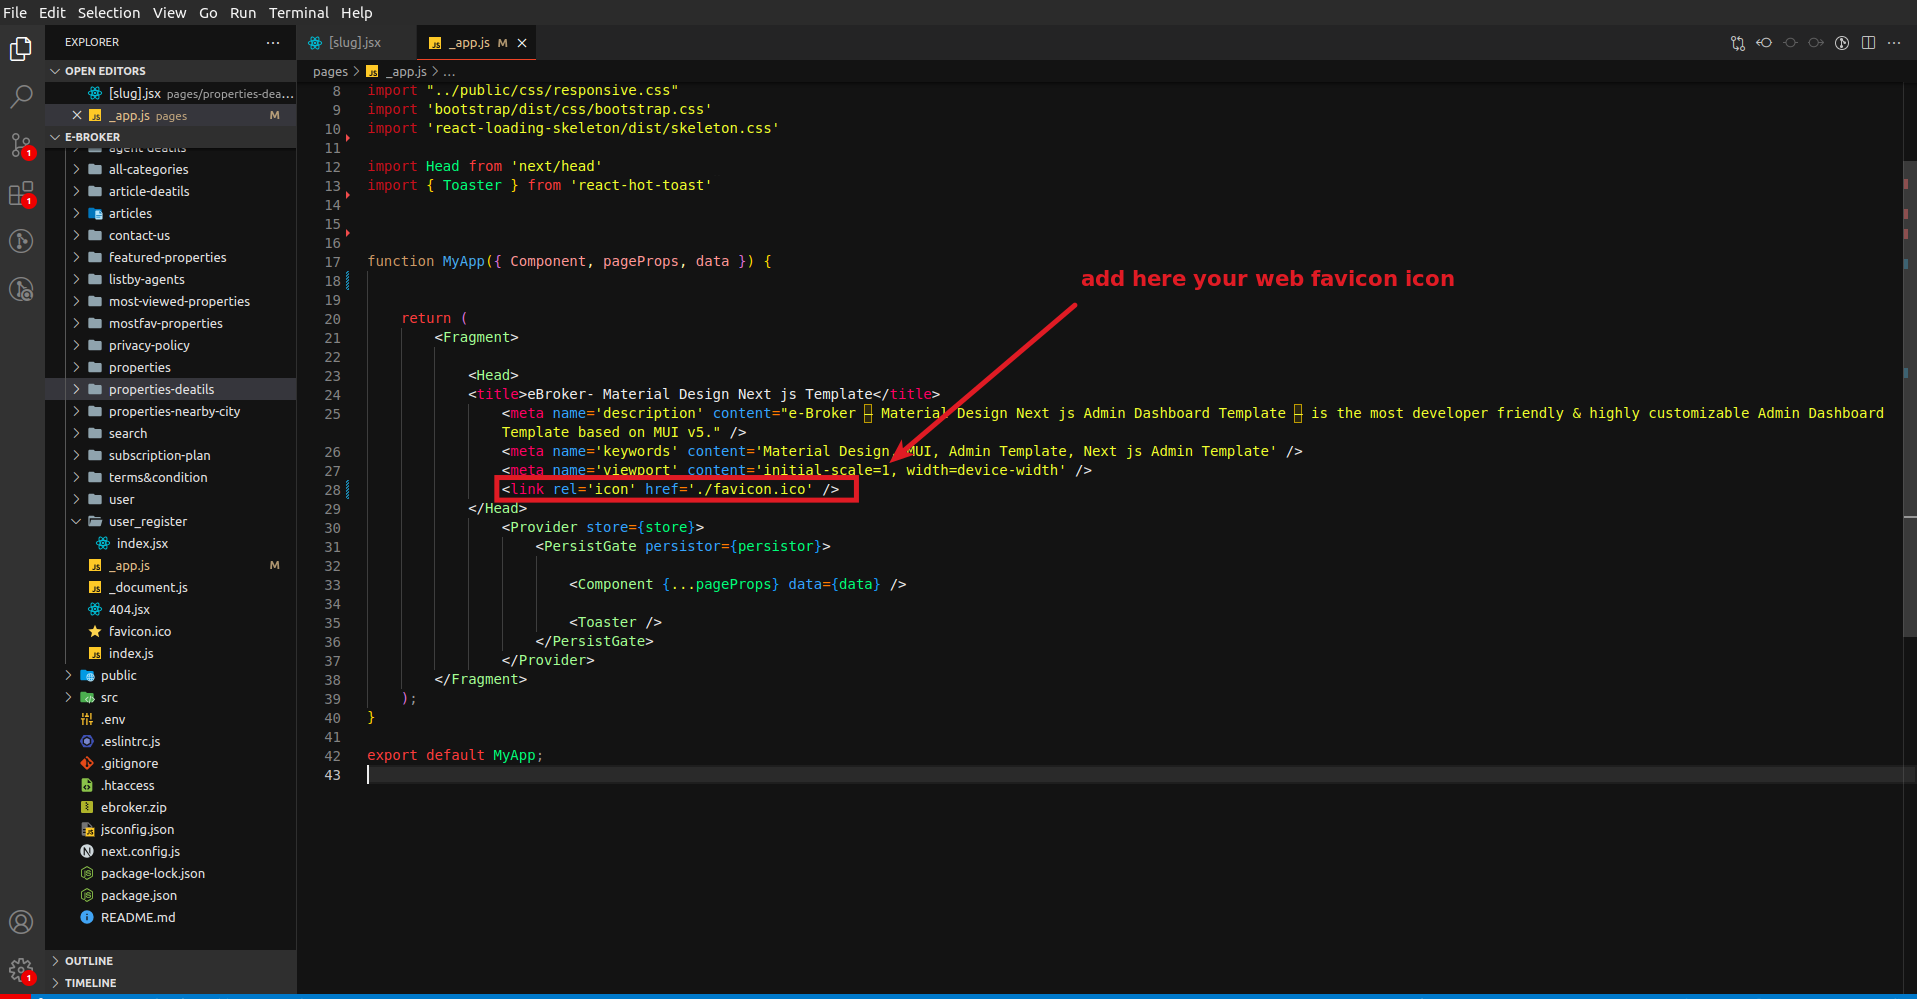 File Edit Selection View Go Run Terminal Help
EXPLORER
OPEN EDITORS
[slug].jsx pages/properties-dea...
_app.js pages M
E-BROKER
agent-deatils
all-categories
article-deatils
articles
contact-us
featured-properties
listby-agents
most-viewed-properties
mostfav-properties
privacy-policy
properties
properties-deatils
properties-nearby-city
search
subscription-plan
terms&condition
user
user_register
index.jsx
_app.js M
_document.js
404.jsx
favicon.ico
index.js
public
src
.env
.eslintrc.js
.gitignore
.htaccess
ebroker.zip
jsconfig.json
next.config.js
package-lock.json
package.json
README.md
OUTLINE
TIMELINE
1
1
1
[slug].jsx
_app.js M
pages > _app.js > ...
8 import "../public/css/responsive.css"
9 import 'bootstrap/dist/css/bootstrap.css'
10 import 'react-loading-skeleton/dist/skeleton.css'
11
12 import Head from 'next/head'
13 import { Toaster } from 'react-hot-toast'
14
15
16
17 function MyApp({ Component, pageProps, data }) {
18
19
20 return (
21 <Fragment>
22
23 <Head>
24 <title>eBroker- Material Design Next js Template</title>
25 <meta name='description' content="e-Broker – Material Design Next js Admin Dashboard Template – is the most developer friendly & highly customizable Admin Dashboard
Template based on MUI v5." />
26 <meta name='keywords' content='Material Design, MUI, Admin Template, Next js Admin Template' />
27 <meta name='viewport' content='initial-scale=1, width=device-width' />
28 <link rel='icon' href='./favicon.ico' />
29 </Head>
30 <Provider store={store}>
31 <PersistGate persistor={persistor}>
32
33 <Component {...pageProps} data={data} />
34
35 <Toaster />
36 </PersistGate>
37 </Provider>
38 </Fragment>
39 );
40 }
41
42 export default MyApp;
43
add here your web favicon icon